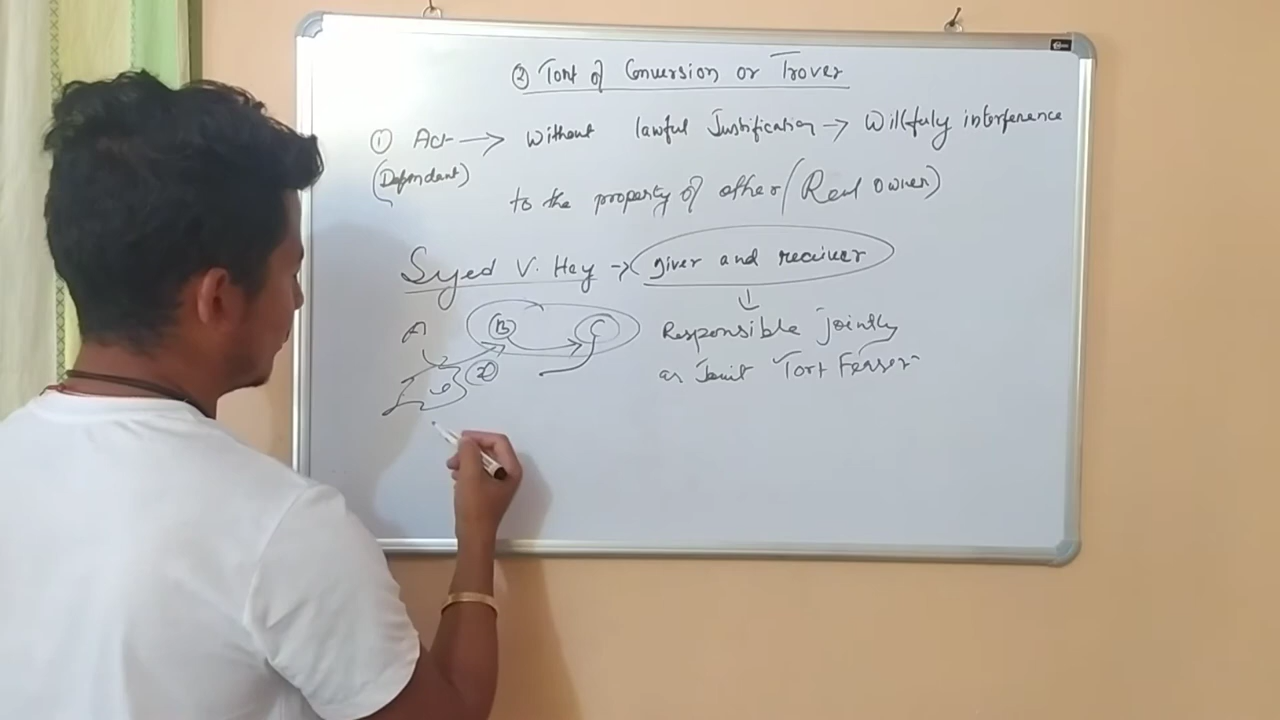 ② Tort of Conversion or Trover
① Act → Without lawful Justification → Willfuly interference
(Defendant)
to the property of other (Real owner)
Syed V. Hay → giver and receiver
↓
A B C Responsible jointly
as Joint Tort Feasor